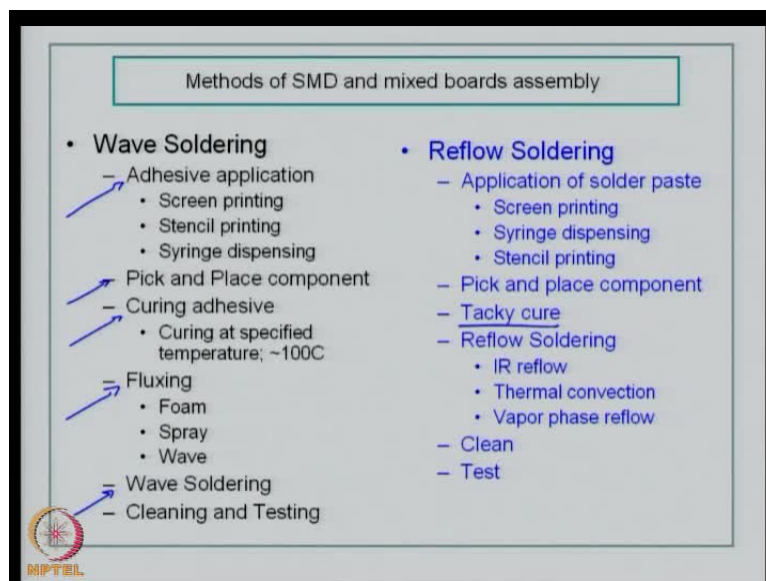 Methods of SMD and mixed boards assembly
• Wave Soldering
– Adhesive application
• Screen printing
• Stencil printing
• Syringe dispensing
– Pick and Place component
– Curing adhesive
• Curing at specified
temperature; ~100C
– Fluxing
• Foam
• Spray
• Wave
– Wave Soldering
– Cleaning and Testing
• Reflow Soldering
– Application of solder paste
• Screen printing
• Syringe dispensing
• Stencil printing
– Pick and place component
– Tacky cure
– Reflow Soldering
• IR reflow
• Thermal convection
• Vapor phase reflow
– Clean
– Test
NPTEL